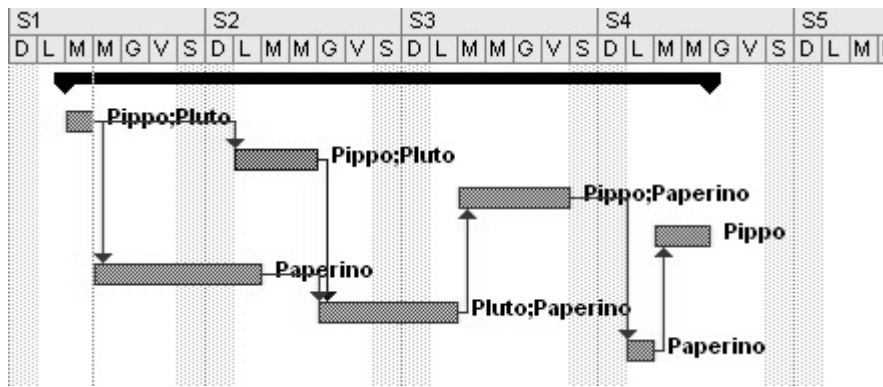 S1 S2 S3 S4 S5
D L M M G V S D L M M G V S D L M M G V S D L M M G V S D L M
Pippo;Pluto
Pippo;Pluto
Pippo;Paperino
Pippo
Paperino
Pluto;Paperino
Paperino